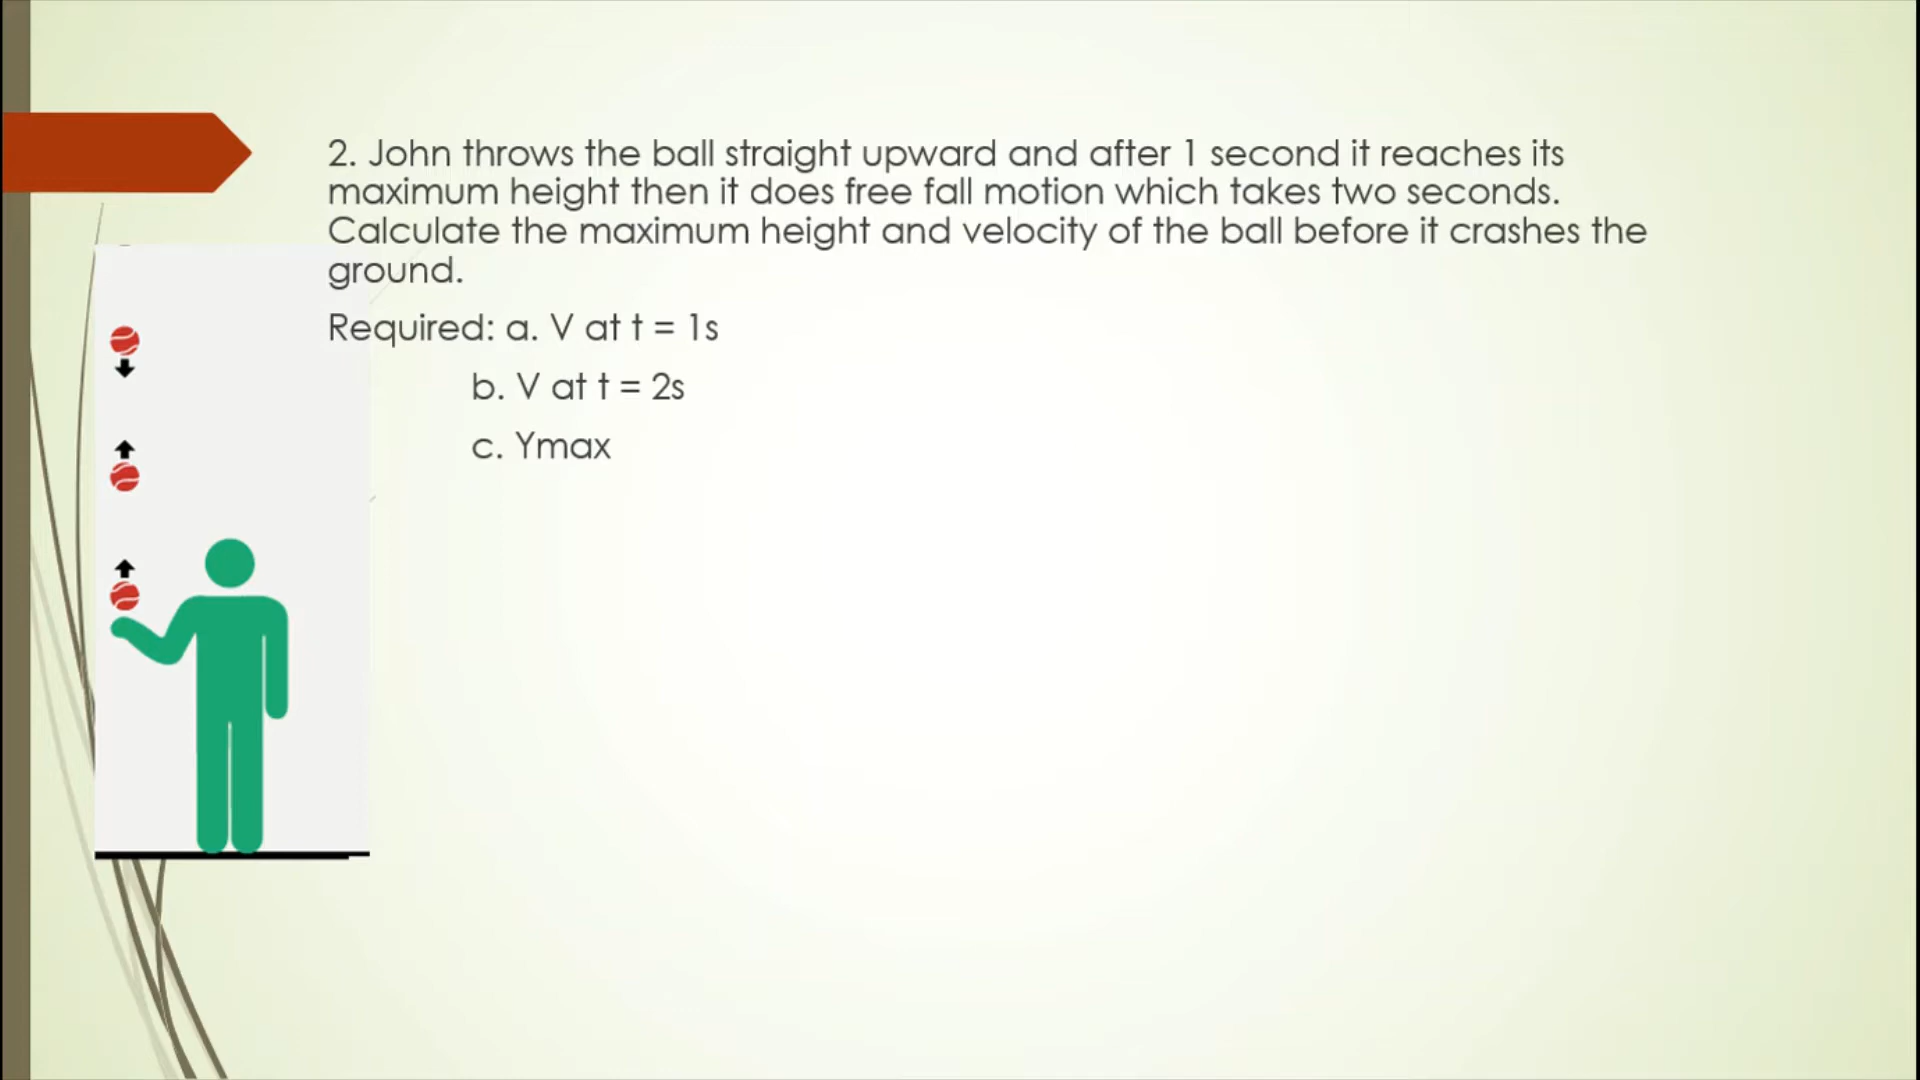 2. John throws the ball straight upward and after 1 second it reaches its
maximum height then it does free fall motion which takes two seconds.
Calculate the maximum height and velocity of the ball before it crashes the
ground.
Required: a. V at t = 1s
b. V at t = 2s
c. Ymax